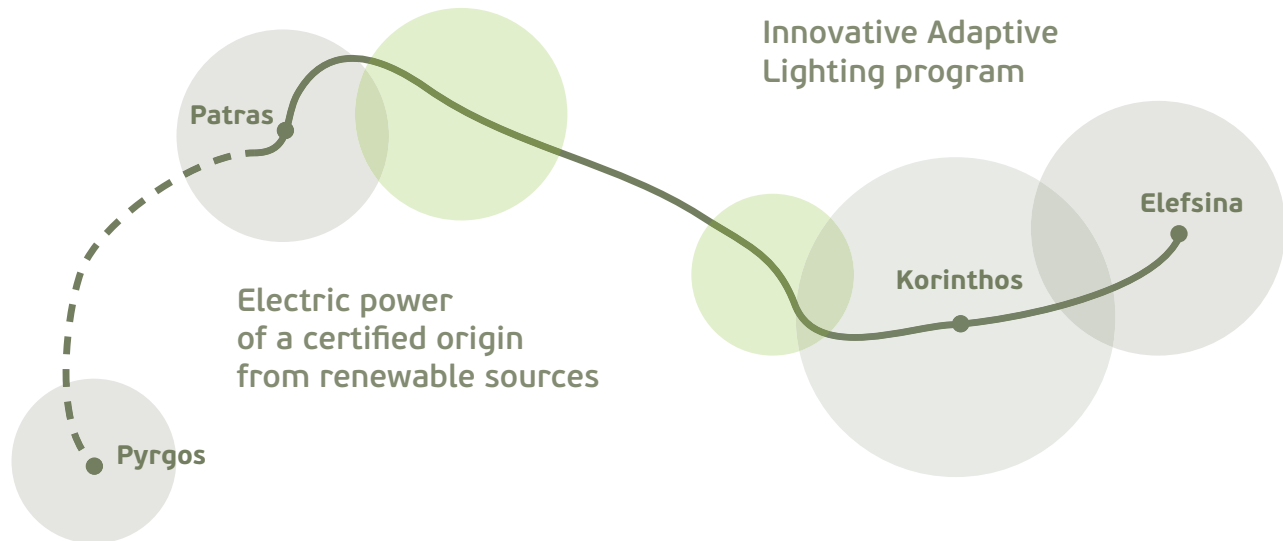 Innovative Adaptive
Lighting program
Patras
Elefsina
Korinthos
Electric power
of a certified origin
from renewable sources
Pyrgos